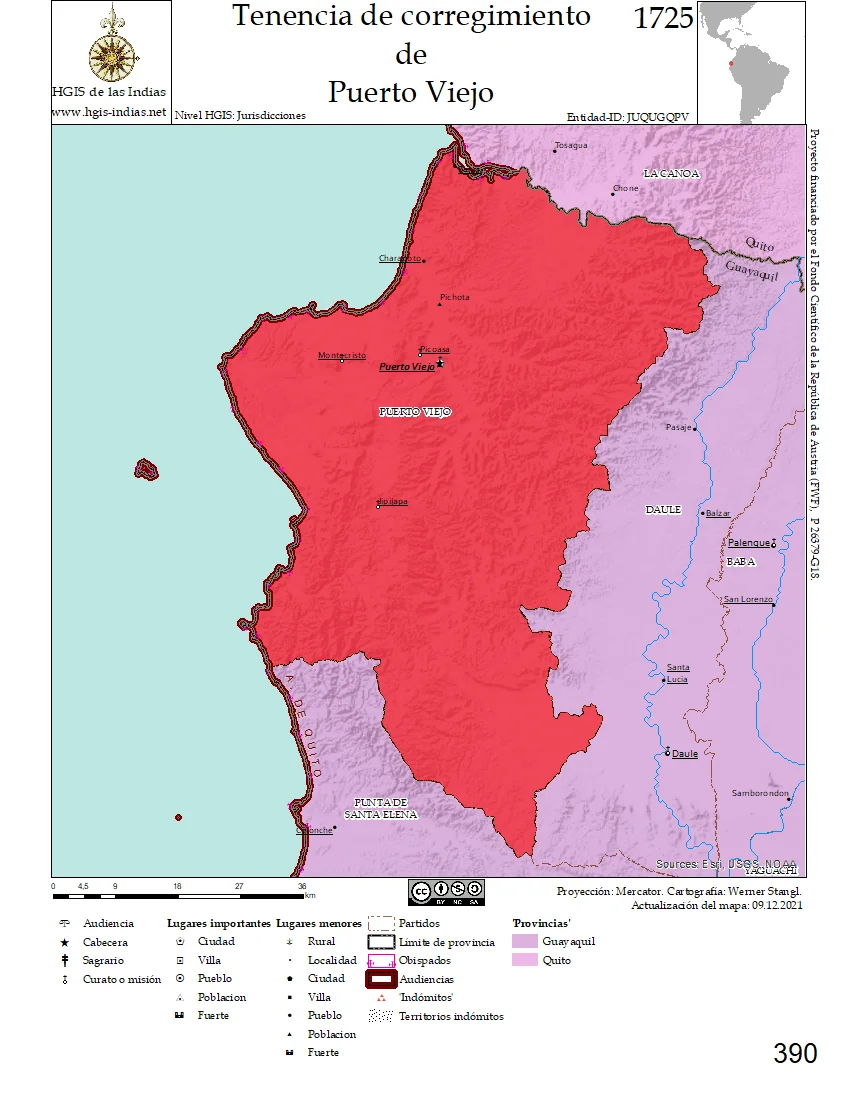 Tenencia de corregimiento
de
Puerto Viejo
1725
HGIS de las Indias
www.hgis-indias.net
Nivel HGIS: Jurisdicciones
Entidad-ID: JUQUGQPV
Proyecto financiado por el Fondo Científico de la República de Austria (FWF), P 26379-G18.
Tosagua
LA CANOA
Chone
Quito
Guayaquil
Charapoto
Pichota
Montecristo
Picoasa
Puerto Viejo
PUERTO VIEJO
Pasaje
Jipijapa
DAULE
Balzar
Palenque
BABA
San Lorenzo
Santa
Lucia
A. DE QUITO
Daule
Samborondon
PUNTA DE
SANTA ELENA
Colonche
Sources: Esri, USGS, NOAA
YAGUACHI
0 4,5 9 18 27 36
km
CC BY NC SA
Proyección: Mercator. Cartografía: Werner Stangl.
Actualización del mapa: 09.12.2021
Audiencia
Cabecera
Sagrario
Curato o misión
Lugares importantes
Ciudad
Villa
Pueblo
Poblacion
Fuerte
Lugares menores
Rural
Localidad
Ciudad
Villa
Pueblo
Poblacion
Fuerte
Partidos
Límite de provincia
Obispados
Audiencias
'Indómitos'
Territorios indómitos
'Provincias'
Guayaquil
Quito
390